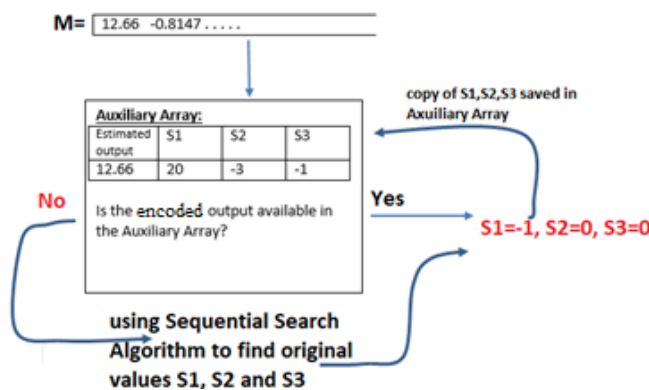 M= 12.66 -0.8147 . . . . .
copy of S1,S2,S3 saved in
Axuiliary Array
Auxiliary Array:
Estimated output S1 S2 S3
12.66 20 -3 -1
No
Is the encoded output available in
the Auxiliary Array?
Yes
S1=-1, S2=0, S3=0
using Sequential Search
Algorithm to find original
values S1, S2 and S3